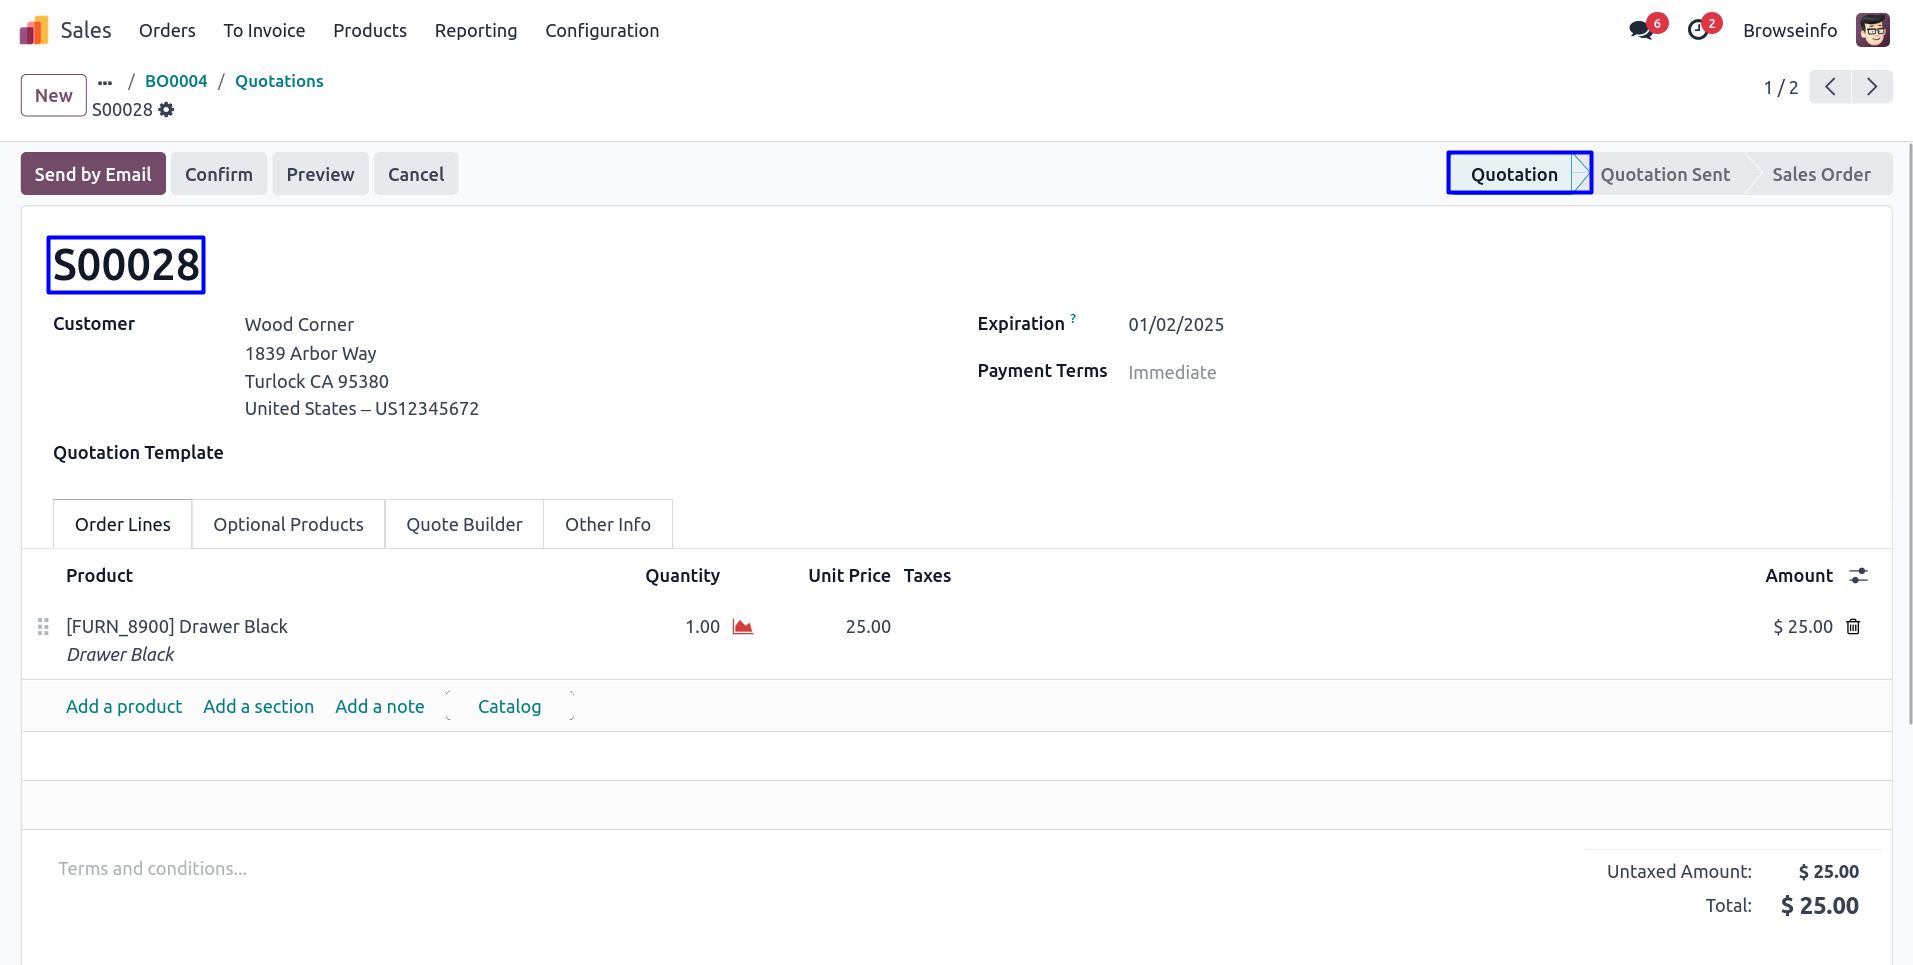 Sales Orders To Invoice Products Reporting Configuration 6 2 Browseinfo
New ... / BO0004 / Quotations 1 / 2
S00028
Send by Email Confirm Preview Cancel Quotation Quotation Sent Sales Order
S00028
Customer Wood Corner Expiration ? 01/02/2025
1839 Arbor Way
Turlock CA 95380 Payment Terms Immediate
United States – US12345672
Quotation Template
Order Lines Optional Products Quote Builder Other Info
Product Quantity Unit Price Taxes Amount
[FURN_8900] Drawer Black 1.00 25.00 $ 25.00
Drawer Black
Add a product Add a section Add a note Catalog
Terms and conditions...
Untaxed Amount: $ 25.00
Total: $ 25.00